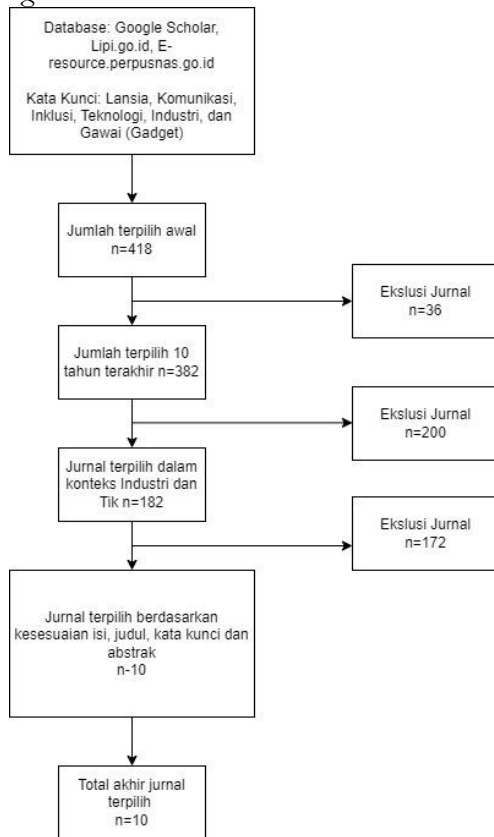 Database: Google Scholar,
Lipi.go.id, E-
resource.perpusnas.go.id
Kata Kunci: Lansia, Komunikasi,
Inklusi, Teknologi, Industri, dan
Gawai (Gadget)
Jumlah terpilih awal
n=418
Ekslusi Jurnal
n=36
Jumlah terpilih 10
tahun terakhir n=382
Ekslusi Jurnal
n=200
Jurnal terpilih dalam
konteks Industri dan
Tik n=182
Ekslusi Jurnal
n=172
Jurnal terpilih berdasarkan
kesesuaian isi, judul, kata kunci dan
abstrak
n-10
Total akhir jurnal
terpilih
n=10